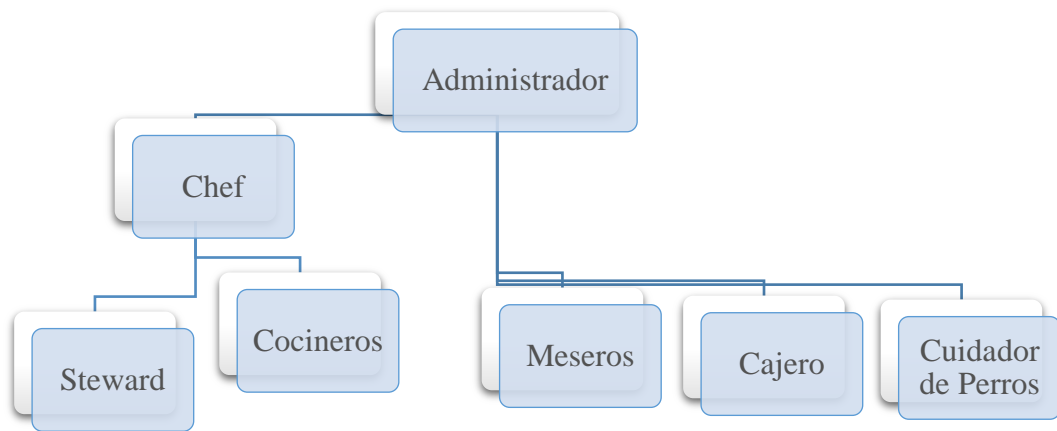 Administrador
Chef
Steward
Cocineros
Meseros
Cajero
Cuidador
de Perros